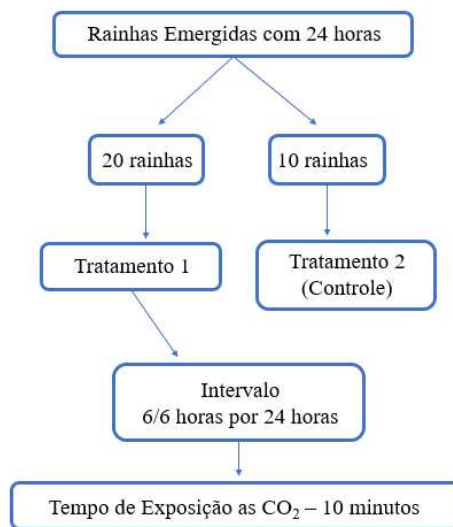 Rainhas Emergidas com 24 horas
20 rainhas
10 rainhas
Tratamento 1
Tratamento 2
(Controle)
Intervalo
6/6 horas por 24 horas
Tempo de Exposição as CO₂ – 10 minutos